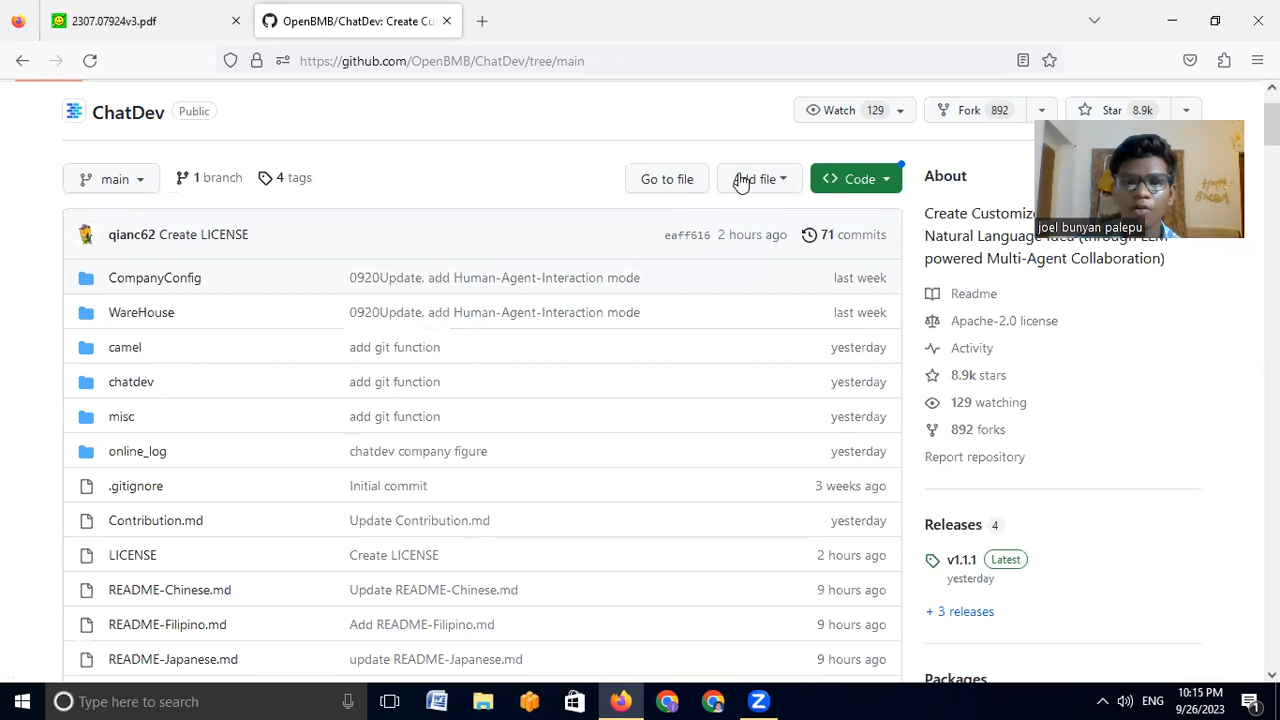 2307.07924v3.pdf
OpenBMB/ChatDev: Create Cu
https://github.com/OpenBMB/ChatDev/tree/main
ChatDev Public
Watch 129
Fork 892
Star 8.9k
main
1 branch
4 tags
Go to file
file
Code
About
qianc62 Create LICENSE
eaff616 2 hours ago
71 commits
CompanyConfig 0920Update, add Human-Agent-Interaction mode last week
WareHouse 0920Update, add Human-Agent-Interaction mode last week
camel add git function yesterday
chatdev add git function yesterday
misc add git function yesterday
online_log chatdev company figure yesterday
.gitignore Initial commit 3 weeks ago
Contribution.md Update Contribution.md yesterday
LICENSE Create LICENSE 2 hours ago
README-Chinese.md Update README-Chinese.md 9 hours ago
README-Filipino.md Add README-Filipino.md 9 hours ago
README-Japanese.md update README-Japanese.md 9 hours ago
Create Customiz
Natural Language Idea (through LLM-
powered Multi-Agent Collaboration)
joel bunyan palepu
Readme
Apache-2.0 license
Activity
8.9k stars
129 watching
892 forks
Report repository
Releases 4
v1.1.1 Latest
yesterday
+ 3 releases
Packages
Type here to search
ENG
10:15 PM
9/26/2023
1